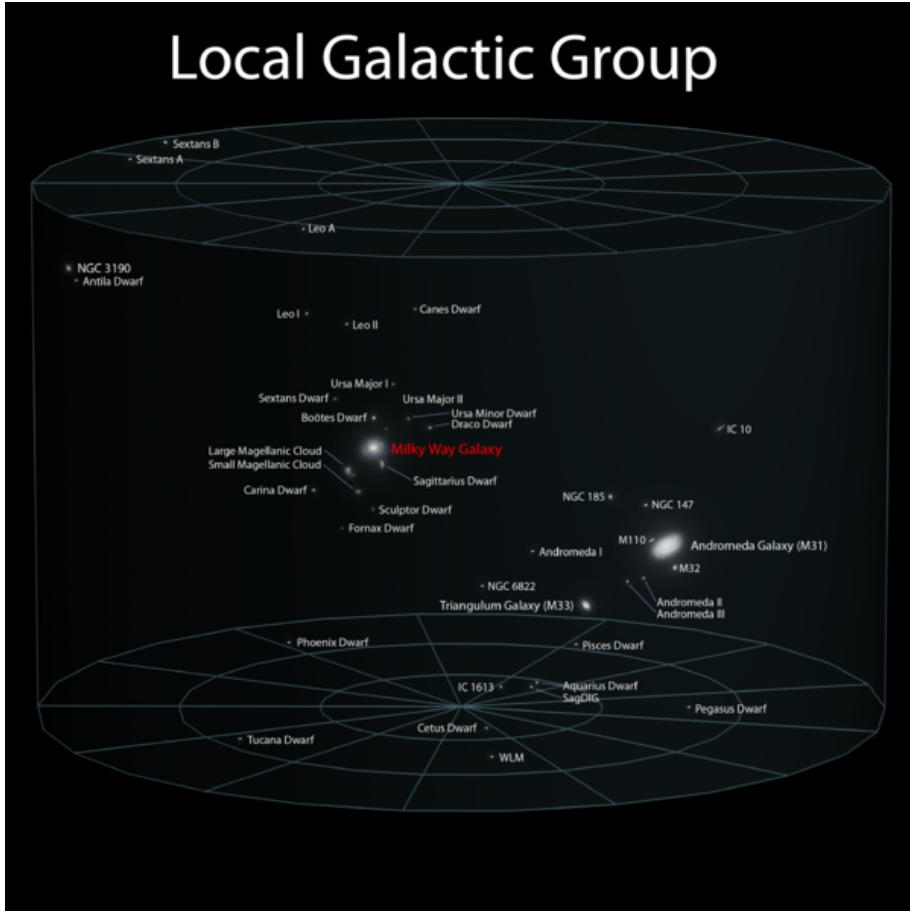 Local Galactic Group
Sextans B
Sextans A
Leo A
NGC 3190
Antila Dwarf
Canes Dwarf
Leo I
Leo II
Ursa Major I
Sextans Dwarf
Ursa Major II
Boötes Dwarf
Ursa Minor Dwarf
Draco Dwarf
IC 10
Milky Way Galaxy
Large Magellanic Cloud
Small Magellanic Cloud
Sagittarius Dwarf
Carina Dwarf
NGC 185
NGC 147
Sculptor Dwarf
Fornax Dwarf
M110
Andromeda Galaxy (M31)
Andromeda I
M32
NGC 6822
Andromeda II
Triangulum Galaxy (M33)
Andromeda III
Phoenix Dwarf
Pisces Dwarf
IC 1613
Aquarius Dwarf
SagDIG
Pegasus Dwarf
Cetus Dwarf
Tucana Dwarf
WLM